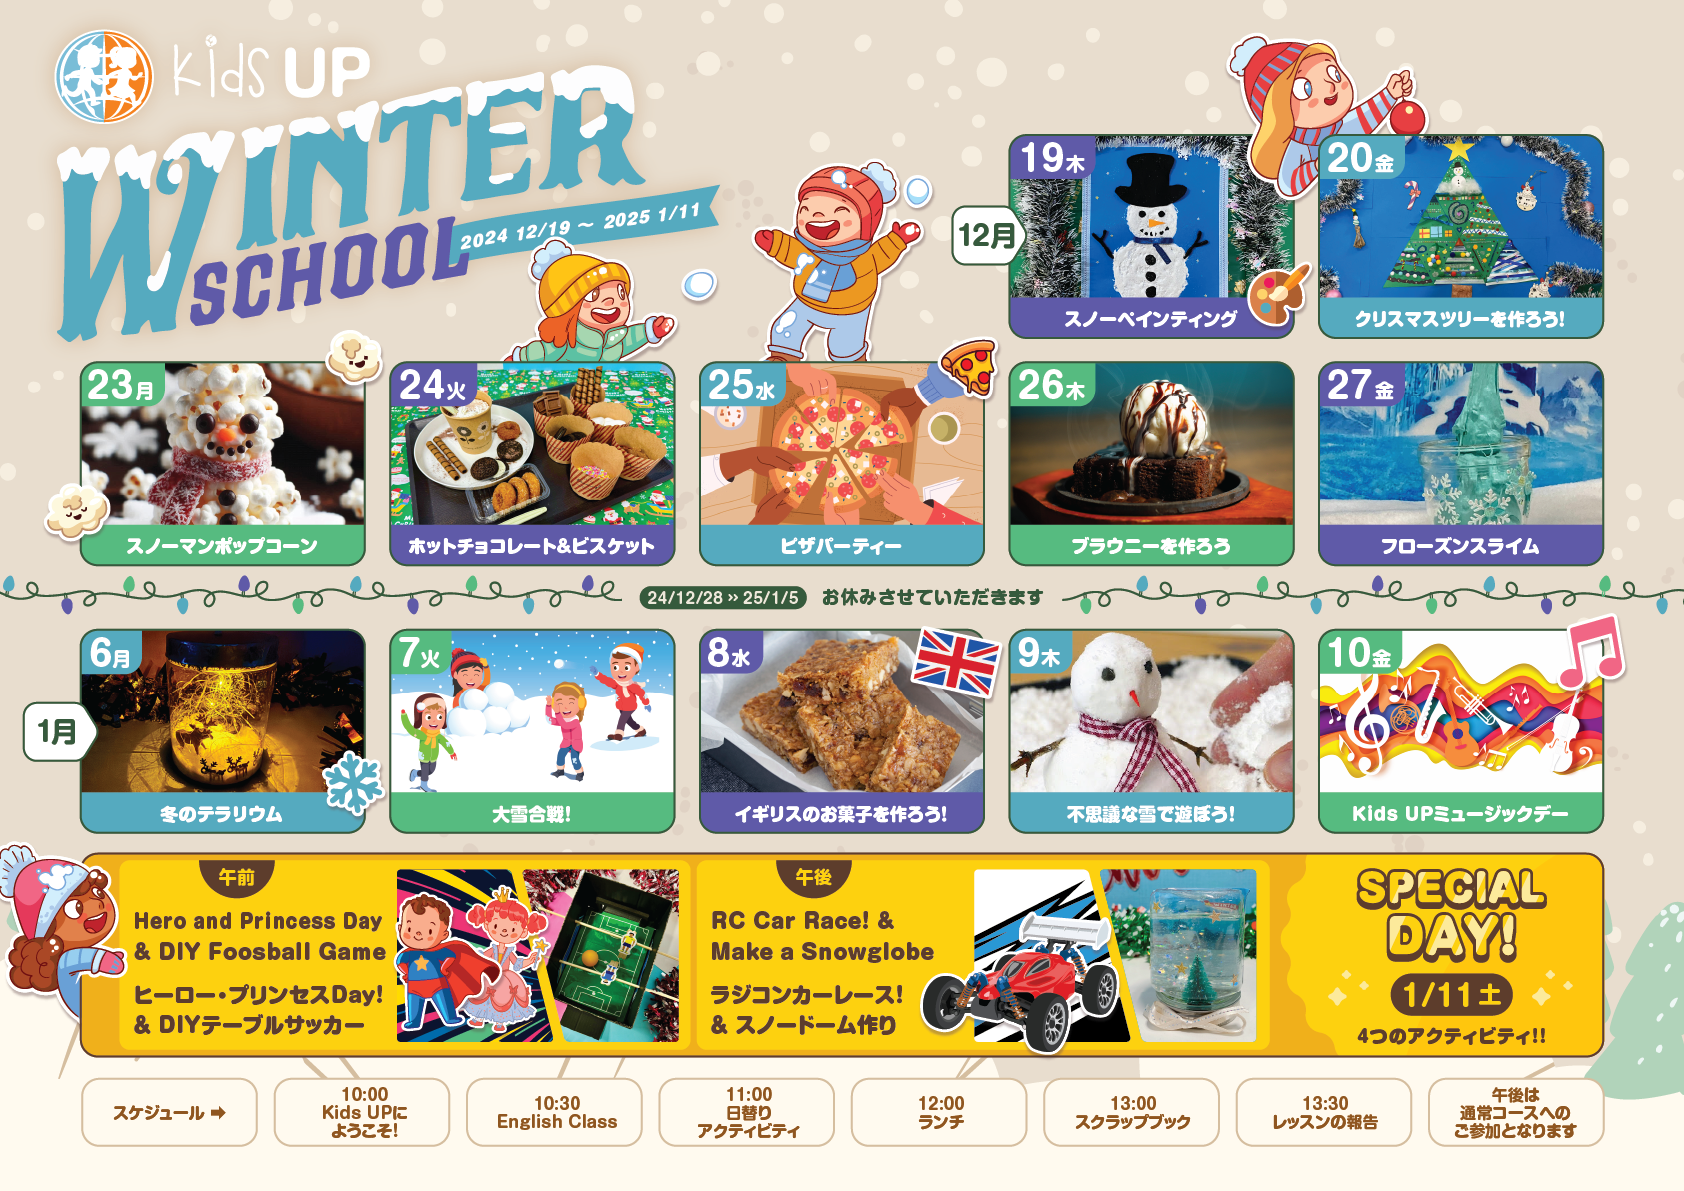 Kids UP
WINTER
SCHOOL
2024 12/19 ～ 2025 1/11
12月
19木
スノーペインティング
20金
クリスマスツリーを作ろう!
23月
スノーマンポップコーン
24火
ホットチョコレート&ビスケット
25水
ピザパーティー
26木
ブラウニーを作ろう
27金
フローズンスライム
24/12/28 » 25/1/5 お休みさせていただきます
1月
6月
冬のテラリウム
7火
大雪合戦!
8水
イギリスのお菓子を作ろう!
9木
不思議な雪で遊ぼう!
10金
Kids UPミュージックデー
午前
Hero and Princess Day
& DIY Foosball Game
ヒーロー・プリンセスDay!
& DIYテーブルサッカー
午後
RC Car Race! &
Make a Snowglobe
ラジコンカーレース!
& スノードーム作り
SPECIAL
DAY!
1/11土
4つのアクティビティ!!
スケジュール ➡
10:00
Kids UPに
ようこそ!
10:30
English Class
11:00
日替り
アクティビティ
12:00
ランチ
13:00
スクラップブック
13:30
レッスンの報告
午後は
通常コースへの
ご参加となります